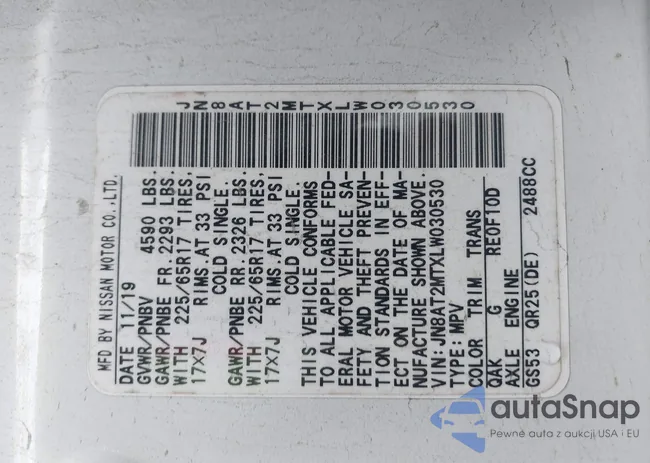 JN8AT2MTXLW030530
MFD BY NISSAN MOTOR CO.,LTD.
DATE 11/19
GVWR/PNBV 4590 LBS.
GAWR/PNBE FR. 2293 LBS.
WITH 225/65R17 TIRES,
17X7J RIMS,AT 33 PSI
COLD SINGLE.
GAWR/PNBE RR. 2326 LBS.
WITH 225/65R17 TIRES,
17X7J RIMS,AT 33 PSI
COLD SINGLE.
THIS VEHICLE CONFORMS
TO ALL APPLICABLE FED-
ERAL MOTOR VEHICLE SA-
FETY AND THEFT PREVEN-
TION STANDARDS IN EFF-
ECT ON THE DATE OF MA-
NUFACTURE SHOWN ABOVE.
VIN:JN8AT2MTXLW030530
TYPE:MPV
COLOR TRIM TRANS
QAK G RE0F10D
AXLE ENGINE
GS53 QR25(DE) 2488CC
autaSnap
Pewne auta z aukcji USA i EU